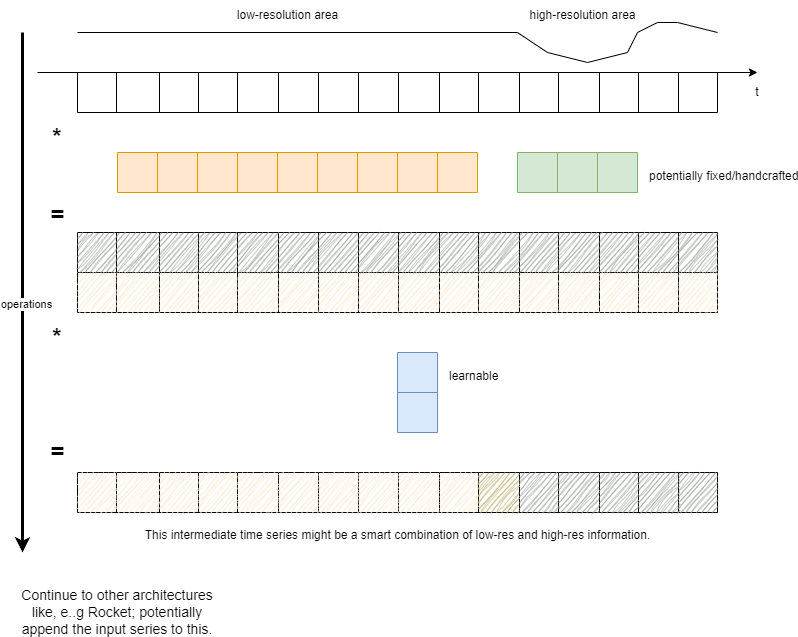 low-resolution area
high-resolution area
t
*
potentially fixed/handcrafted
=
operations
*
learnable
=
This intermediate time series might be a smart combination of low-res and high-res information.
Continue to other architectures
like, e..g Rocket; potentially
append the input series to this.